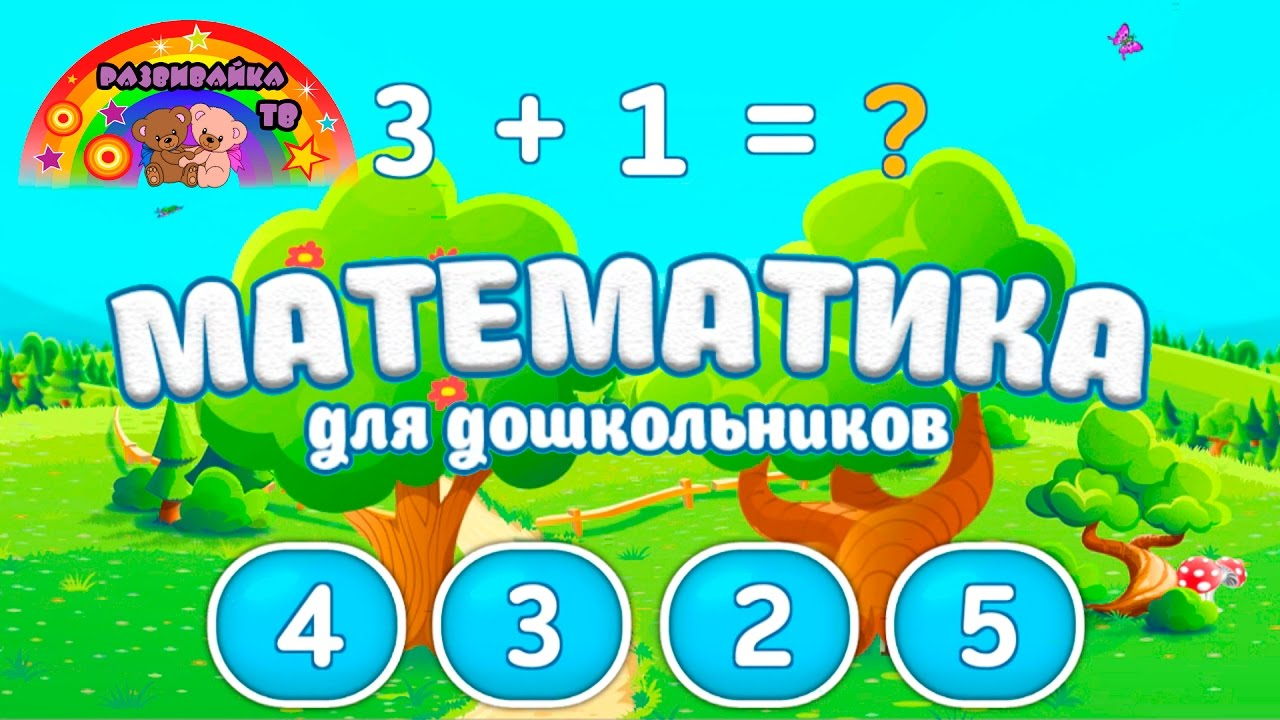 РАЗВИВАЙКА
ТВ
3 + 1 = ?
МАТЕМАТИКА
для дошкольников
4 3 2 5